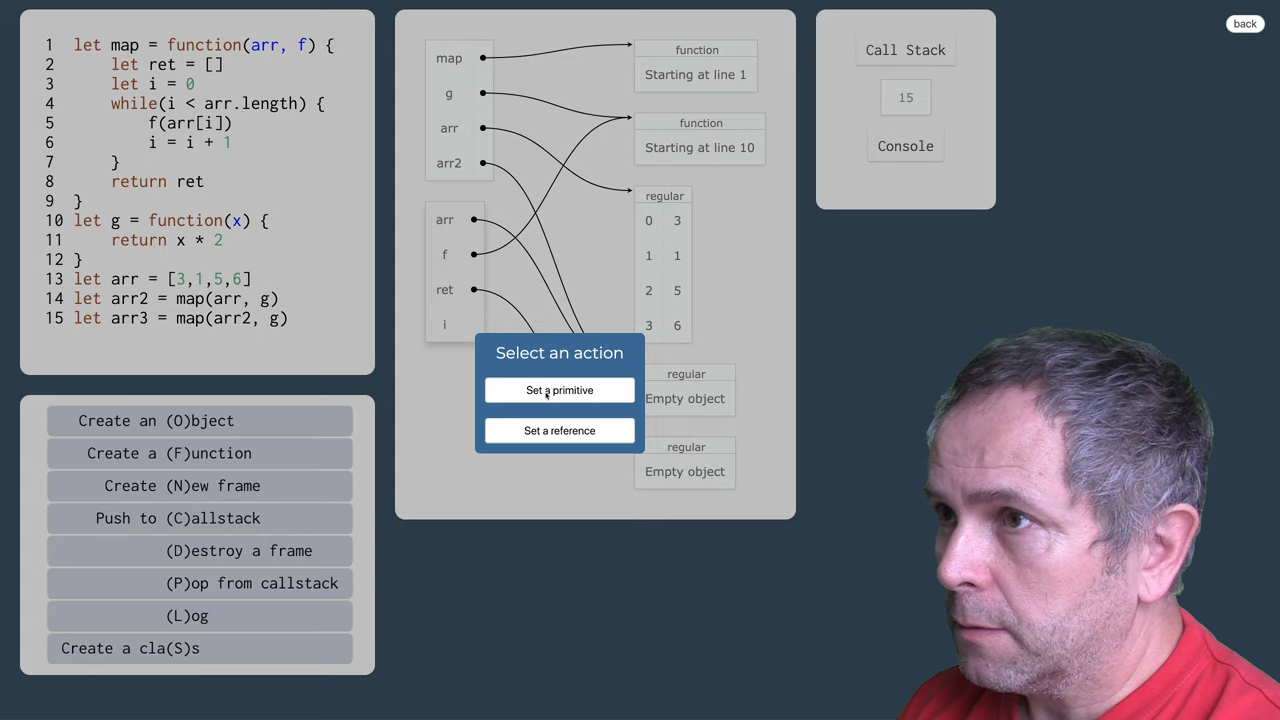 back
1 let map = function(arr, f) {
2 let ret = []
3 let i = 0
4 while(i < arr.length) {
5 f(arr[i])
6 i = i + 1
7 }
8 return ret
9 }
10 let g = function(x) {
11 return x * 2
12 }
13 let arr = [3,1,5,6]
14 let arr2 = map(arr, g)
15 let arr3 = map(arr2, g)
Create an (O)bject
Create a (F)unction
Create (N)ew frame
Push to (C)allstack
(D)estroy a frame
(P)op from callstack
(L)og
Create a cla(S)s
map
g
arr
arr2
arr
f
ret
i
function
Starting at line 1
function
Starting at line 10
regular
0 3
1 1
2 5
3 6
regular
Empty object
regular
Empty object
Select an action
Set a primitive
Set a reference
Call Stack
15
Console